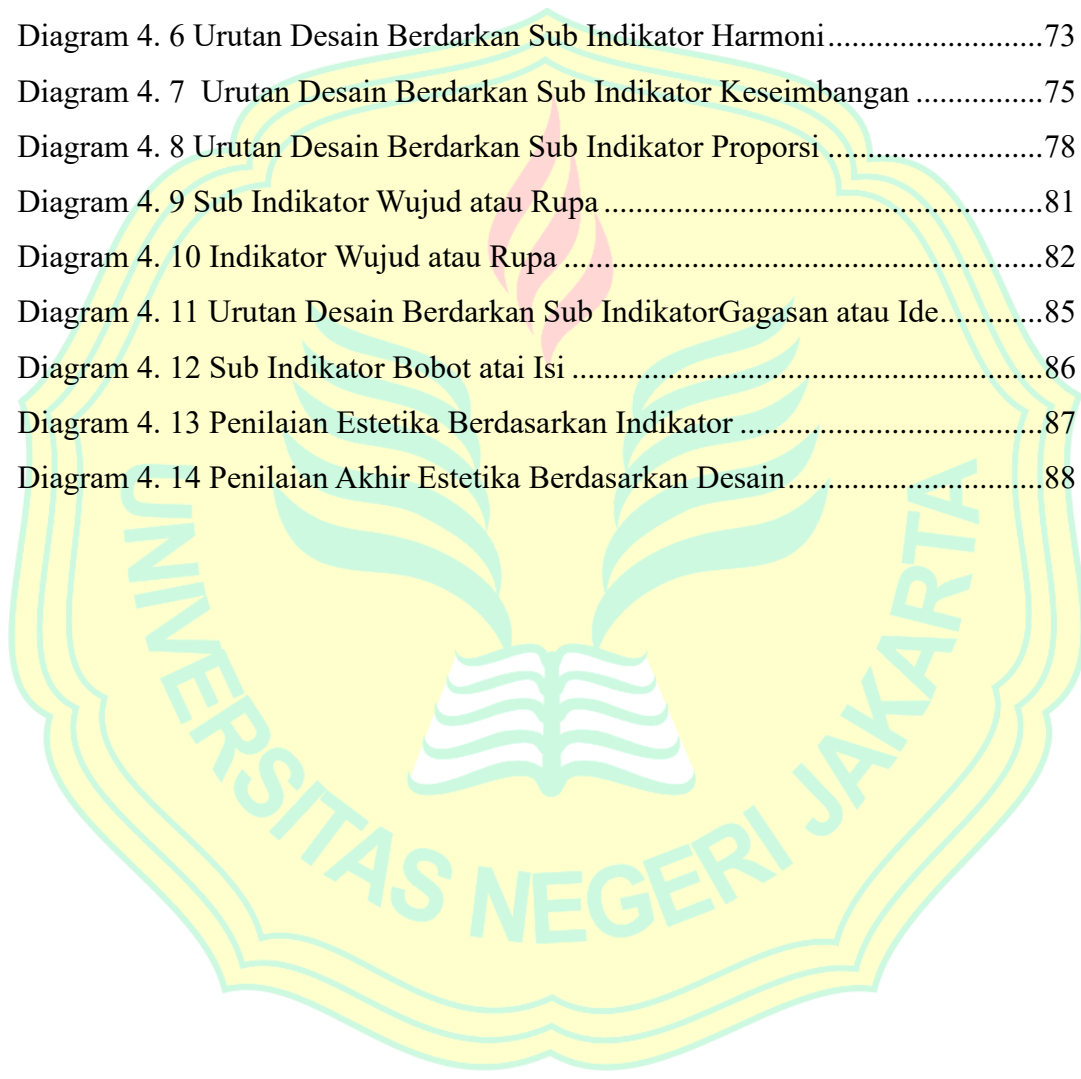 Diagram 4. 6 Urutan Desain Berdarkan Sub Indikator Harmoni...........................73
Diagram 4. 7  Urutan Desain Berdarkan Sub Indikator Keseimbangan ................75
Diagram 4. 8 Urutan Desain Berdarkan Sub Indikator Proporsi ...........................78
Diagram 4. 9 Sub Indikator Wujud atau Rupa .......................................................81
Diagram 4. 10 Indikator Wujud atau Rupa ............................................................82
Diagram 4. 11 Urutan Desain Berdarkan Sub IndikatorGagasan atau Ide.............85
Diagram 4. 12 Sub Indikator Bobot atai Isi ...........................................................86
Diagram 4. 13 Penilaian Estetika Berdasarkan Indikator ......................................87
Diagram 4. 14 Penilaian Akhir Estetika Berdasarkan Desain................................88
UNIVERSITAS NEGERI JAKARTA